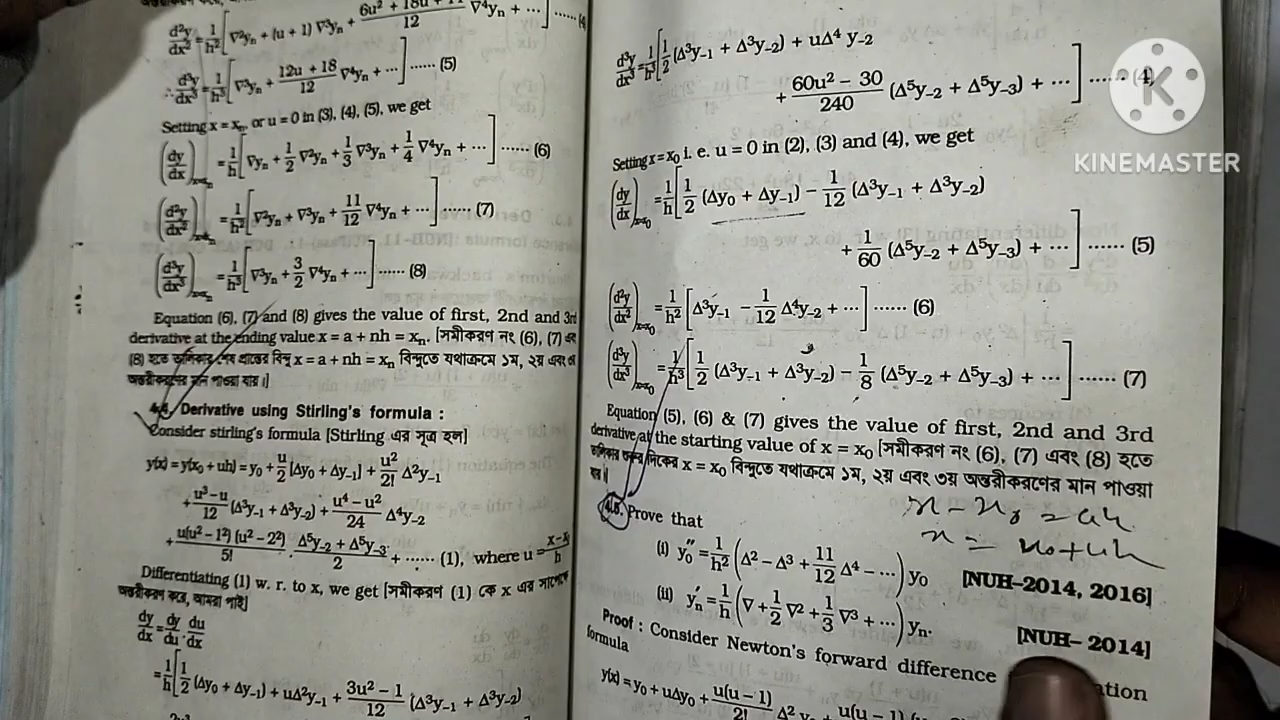 d²y/dx² = 1/h² [∇²yₙ + (u + 1) ∇³yₙ + 6u² + 18u + 11/12 ∇⁴yₙ + ⋯] ⋯⋯
∴ d³y/dx³ = 1/h³ [∇³yₙ + 12u + 18/12 ∇⁴yₙ + ⋯] ⋯⋯ (5)
Setting x = xₙ or u = 0 in (3), (4), (5), we get
(dy/dx)ₓ₌ₓₙ = 1/h [∇yₙ + 1/2 ∇²yₙ + 1/3 ∇³yₙ + 1/4 ∇⁴yₙ + ⋯] ⋯⋯ (6)
(d²y/dx²)ₓ₌ₓₙ = 1/h² [∇²yₙ + ∇³yₙ + 11/12 ∇⁴yₙ + ⋯] ⋯⋯ (7)
(d³y/dx³)ₓ₌ₓₙ = 1/h³ [∇³yₙ + 3/2 ∇⁴yₙ + ⋯] ⋯⋯ (8)
Equation (6), (7) and (8) gives the value of first, 2nd and 3rd
derivative at the ending value x = a + nh = xₙ. [সমীকরণ নং (6), (7) এবং
(8) হতে তালিকার শেষ প্রান্তের বিন্দু x = a + nh = xₙ বিন্দুতে যথাক্রমে ১ম, ২য় এবং
অন্তরীকরণের মান পাওয়া যায়।]
4.4. Derivative using Stirling's formula :
Consider stirling's formula [Stirling এর সূত্র হল]
y(x) = y(x₀ + uh) = y₀ + u/2 [Δy₀ + Δy₋₁] + u²/2! Δ²y₋₁
+ u³ – u/12 (Δ³y₋₁ + Δ³y₋₂) + u⁴ – u²/24 Δ⁴y₋₂
+ u(u² – 1²) (u² – 2²)/5! · Δ⁵y₋₂ + Δ⁵y₋₃/2 + ⋯⋯ (1), where u = x – x₀/h
Differentiating (1) w. r. to x, we get [সমীকরণ (1) কে x এর সাপেক্ষে
অন্তরীকরণ করে, আমরা পাই]
dy/dx = dy/du · du/dx
= 1/h [1/2 (Δy₀ + Δy₋₁) + uΔ²y₋₁ + 3u² – 1/12 (Δ³y₋₁ + Δ³y₋₂)
d³y/dx³ = 1/h³ [1/2 (Δ³y₋₁ + Δ³y₋₂) + uΔ⁴ y₋₂
+ 60u² – 30/240 (Δ⁵y₋₂ + Δ⁵y₋₃) + ⋯] ⋯⋯ (4)
Setting x = x₀ i. e. u = 0 in (2), (3) and (4), we get
(dy/dx)ₓ₌ₓ₀ = 1/h [1/2 (Δy₀ + Δy₋₁) – 1/12 (Δ³y₋₁ + Δ³y₋₂)
+ 1/60 (Δ⁵y₋₂ + Δ⁵y₋₃) + ⋯] ⋯⋯ (5)
(d²y/dx²)ₓ₌ₓ₀ = 1/h² [Δ³y₋₁ – 1/12 Δ⁴y₋₂ + ⋯] ⋯⋯ (6)
(d³y/dx³)ₓ₌ₓ₀ = 1/h³ [1/2 (Δ³y₋₁ + Δ³y₋₂) – 1/8 (Δ⁵y₋₂ + Δ⁵y₋₃) + ⋯] ⋯⋯ (7)
Equation (5), (6) & (7) gives the value of first, 2nd and 3rd
derivative at the starting value of x = x₀ [সমীকরণ নং (6), (7) এবং (8) হতে
তালিকার শুরুর দিকের x = x₀ বিন্দুতে যথাক্রমে ১ম, ২য় এবং ৩য় অন্তরীকরণের মান পাওয়া
যায়।]
x – x₀ = uh
x = x₀ + uh
4.5. Prove that
(i) y₀″ = 1/h² (Δ² – Δ³ + 11/12 Δ⁴ – ⋯) y₀ [NUH–2014, 2016]
(ii) yₙ′ = 1/h (∇ + 1/2 ∇² + 1/3 ∇³ + ⋯) yₙ. [NUH– 2014]
Proof : Consider Newton's forward difference
formula
y(x) = y₀ + uΔy₀ + u(u – 1)/2! Δ²
KINEMASTER